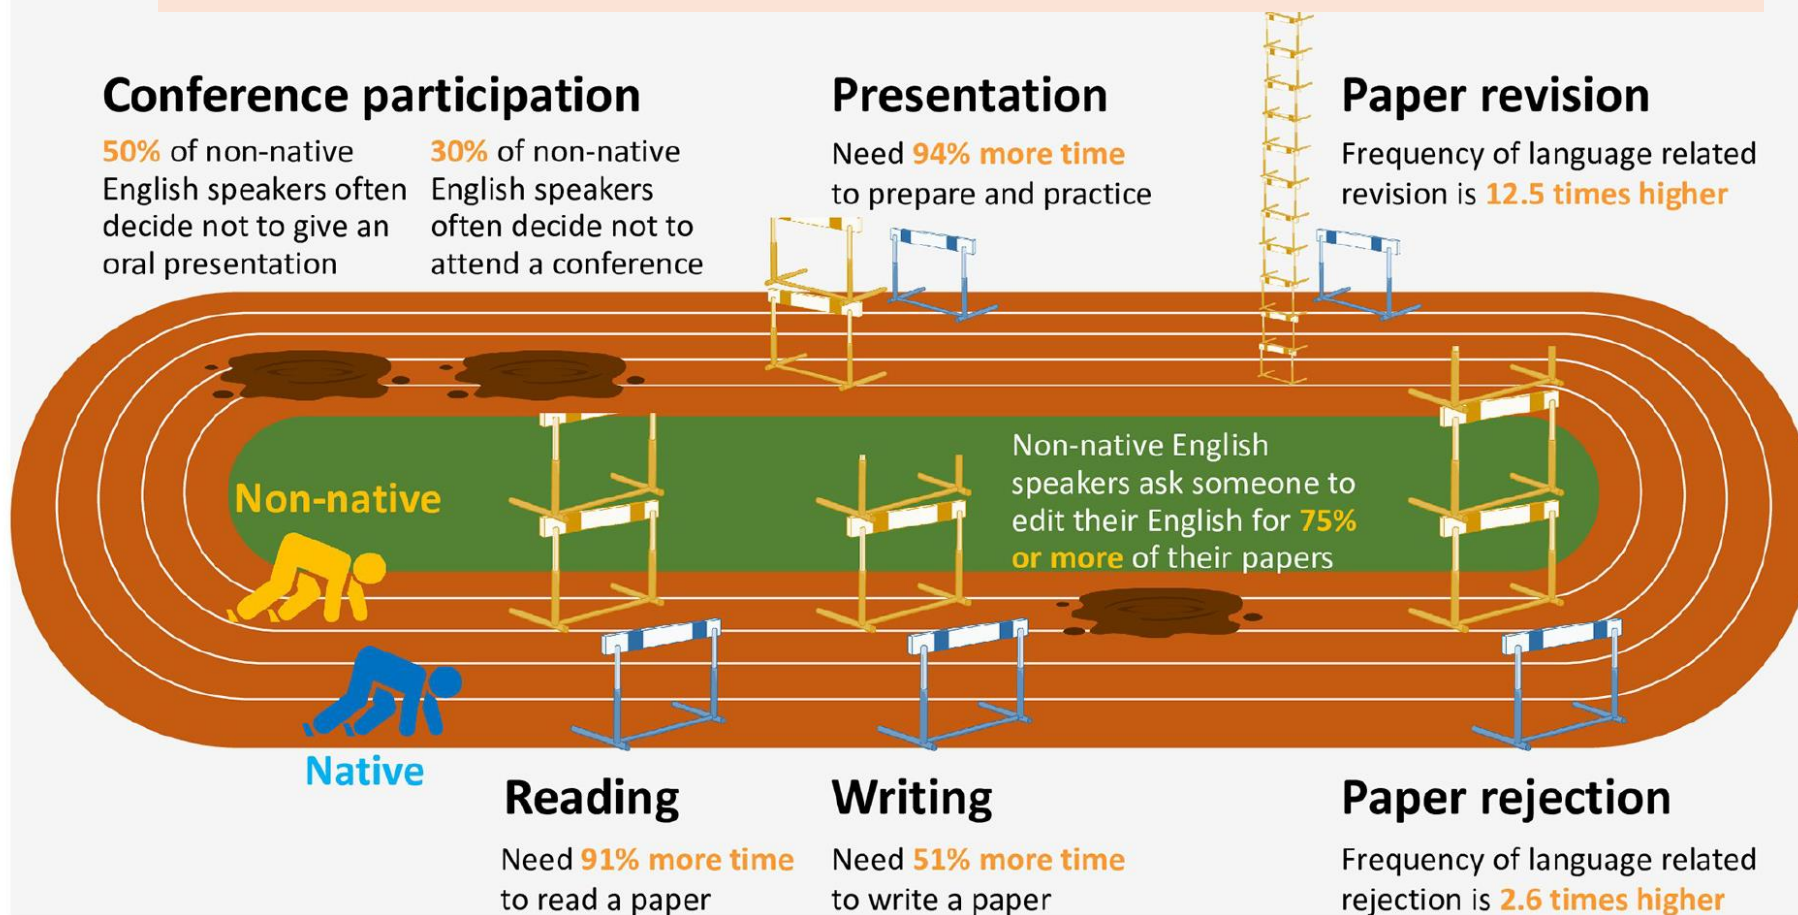 Conference participation
50% of non-native
English speakers often
decide not to give an
oral presentation
30% of non-native
English speakers
often decide not to
attend a conference
Presentation
Need 94% more time
to prepare and practice
Paper revision
Frequency of language related
revision is 12.5 times higher
Non-native
Non-native English
speakers ask someone to
edit their English for 75%
or more of their papers
Native
Reading
Need 91% more time
to read a paper
Writing
Need 51% more time
to write a paper
Paper rejection
Frequency of language related
rejection is 2.6 times higher